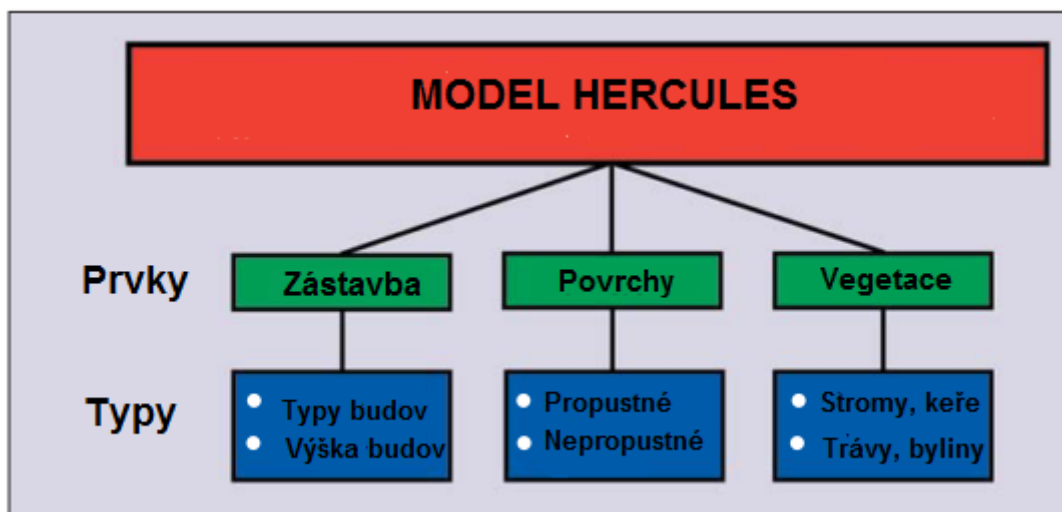 MODEL HERCULES
Prvky
Zástavba
Povrchy
Vegetace
Typy
Typy budov
Výška budov
Propustné
Nepropustné
Stromy, keře
Trávy, byliny